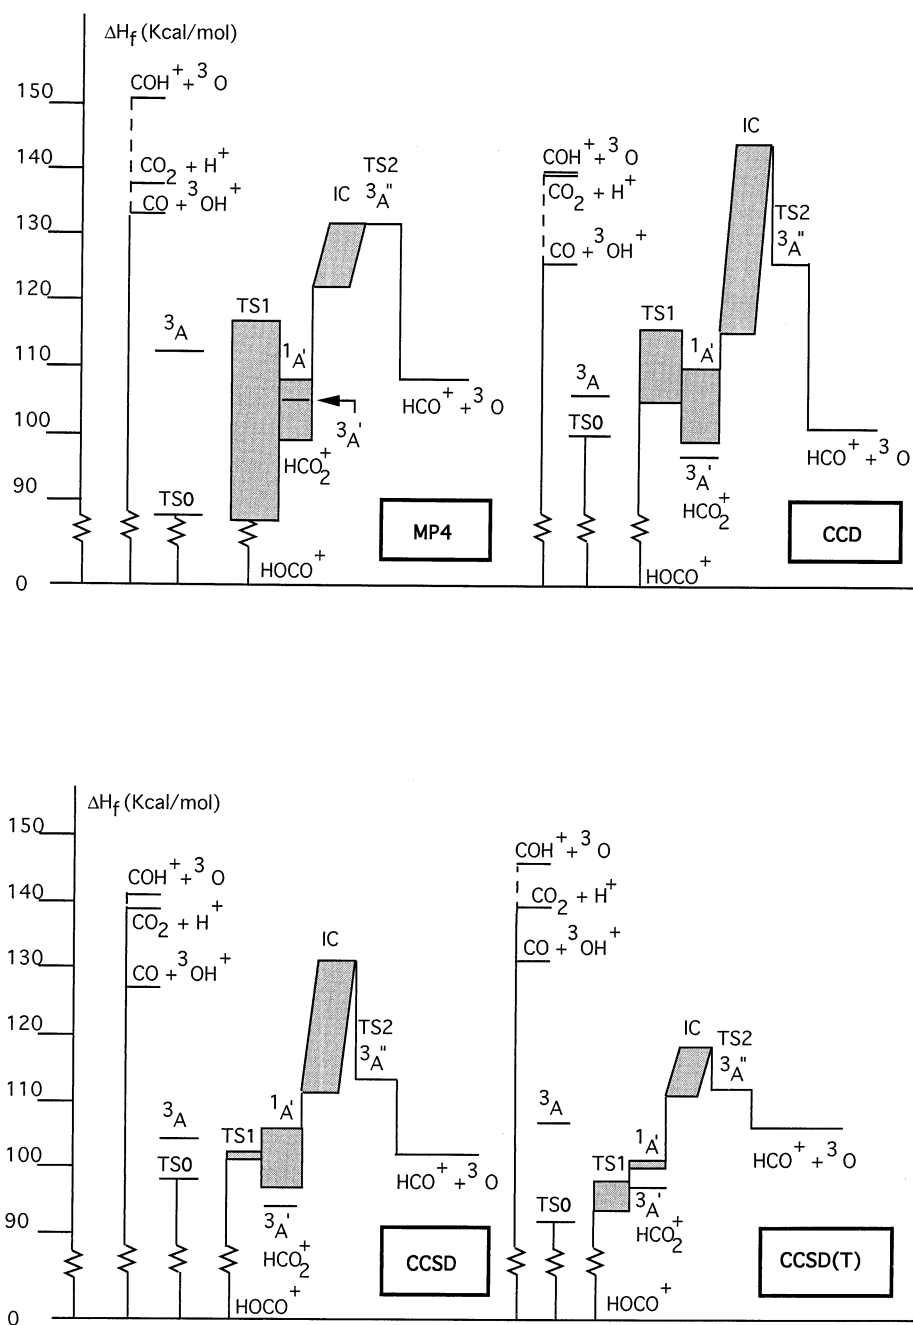 ΔHf (Kcal/mol)
150
140
130
120
110
100
90
0
COH+ + 3O
CO2 + H+
CO + 3OH+
3A
TS0
TS1
1A'
3A'
HCO2+
IC
TS2
3A"
HCO+ + 3O
HOCO+
MP4
COH+ + 3O
CO2 + H+
CO + 3OH+
3A
TS0
TS1
1A'
3A'
HCO2+
IC
TS2
3A"
HCO+ + 3O
HOCO+
CCD
ΔHf (Kcal/mol)
150
140
130
120
110
100
90
0
COH+ + 3O
CO2 + H+
CO + 3OH+
3A
TS0
TS1
1A'
3A'
HCO2+
IC
TS2
3A"
HCO+ + 3O
HOCO+
CCSD
COH+ + 3O
CO2 + H+
CO + 3OH+
3A
TS0
TS1
1A'
3A'
HCO2+
IC
TS2
3A"
HCO+ + 3O
HOCO+
CCSD(T)